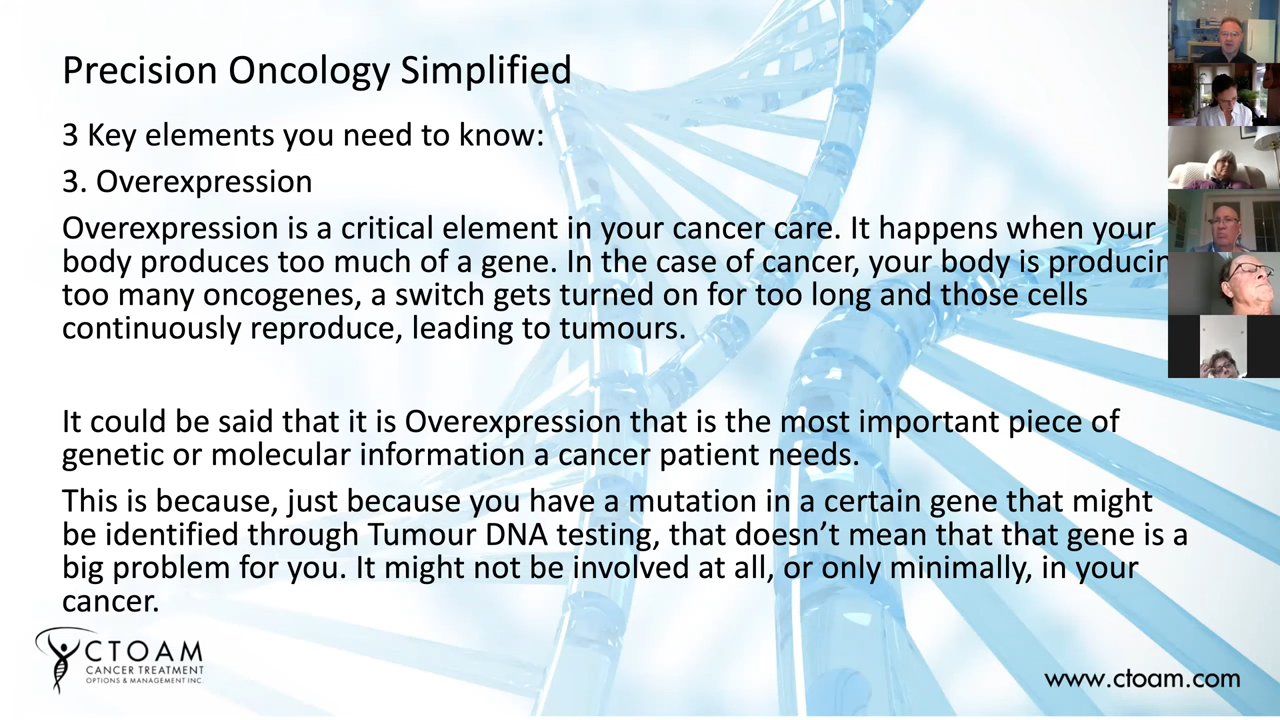 Precision Oncology Simplified
3 Key elements you need to know:
3. Overexpression
Overexpression is a critical element in your cancer care. It happens when your
body produces too much of a gene. In the case of cancer, your body is producin
too many oncogenes, a switch gets turned on for too long and those cells
continuously reproduce, leading to tumours.
It could be said that it is Overexpression that is the most important piece of
genetic or molecular information a cancer patient needs.
This is because, just because you have a mutation in a certain gene that might
be identified through Tumour DNA testing, that doesn’t mean that that gene is a
big problem for you. It might not be involved at all, or only minimally, in your
cancer.
CTOAM
CANCER TREATMENT
OPTIONS & MANAGEMENT INC.
www.ctoam.com